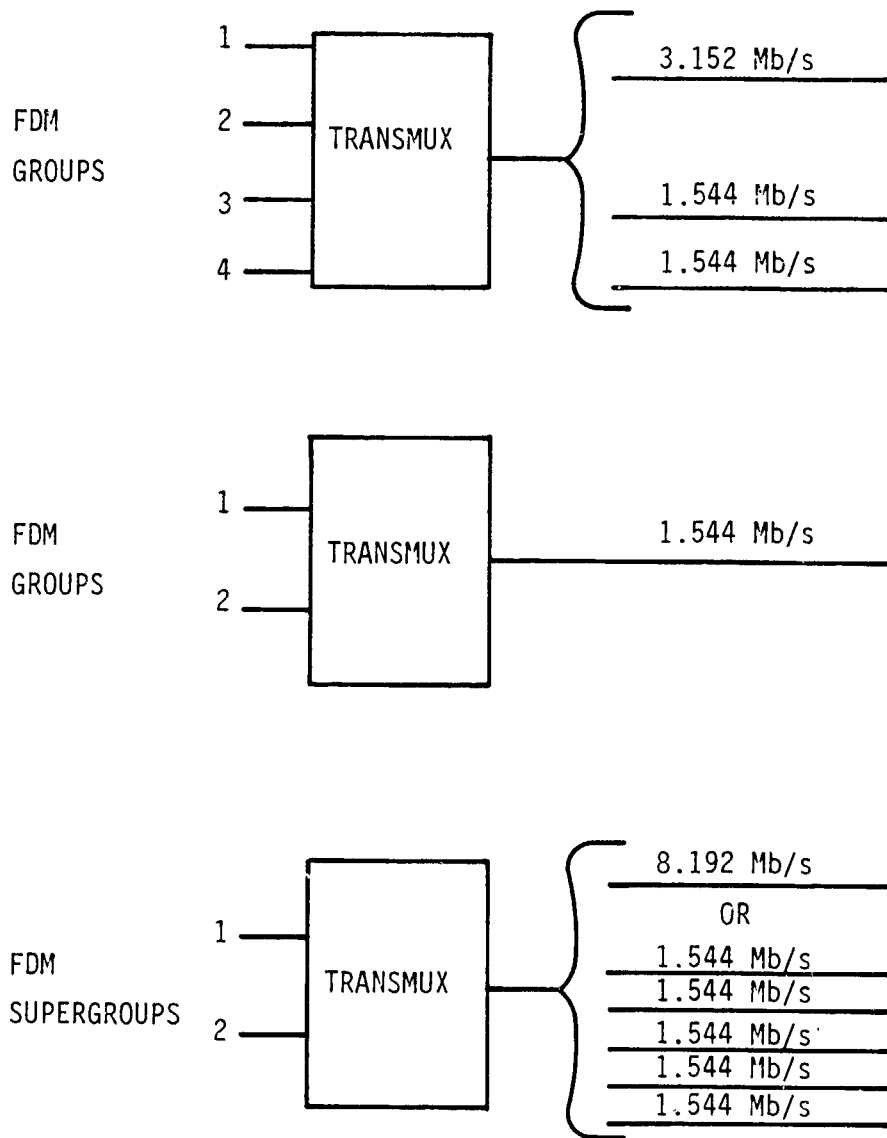 1
3.152 Mb/s
FDM
GROUPS
2
TRANSMUX
3
1.544 Mb/s
4
1.544 Mb/s
FDM
GROUPS
1
TRANSMUX
1.544 Mb/s
2
8.192 Mb/s
OR
FDM
SUPERGROUPS
1
TRANSMUX
1.544 Mb/s
1.544 Mb/s
2
1.544 Mb/s
1.544 Mb/s
1.544 Mb/s